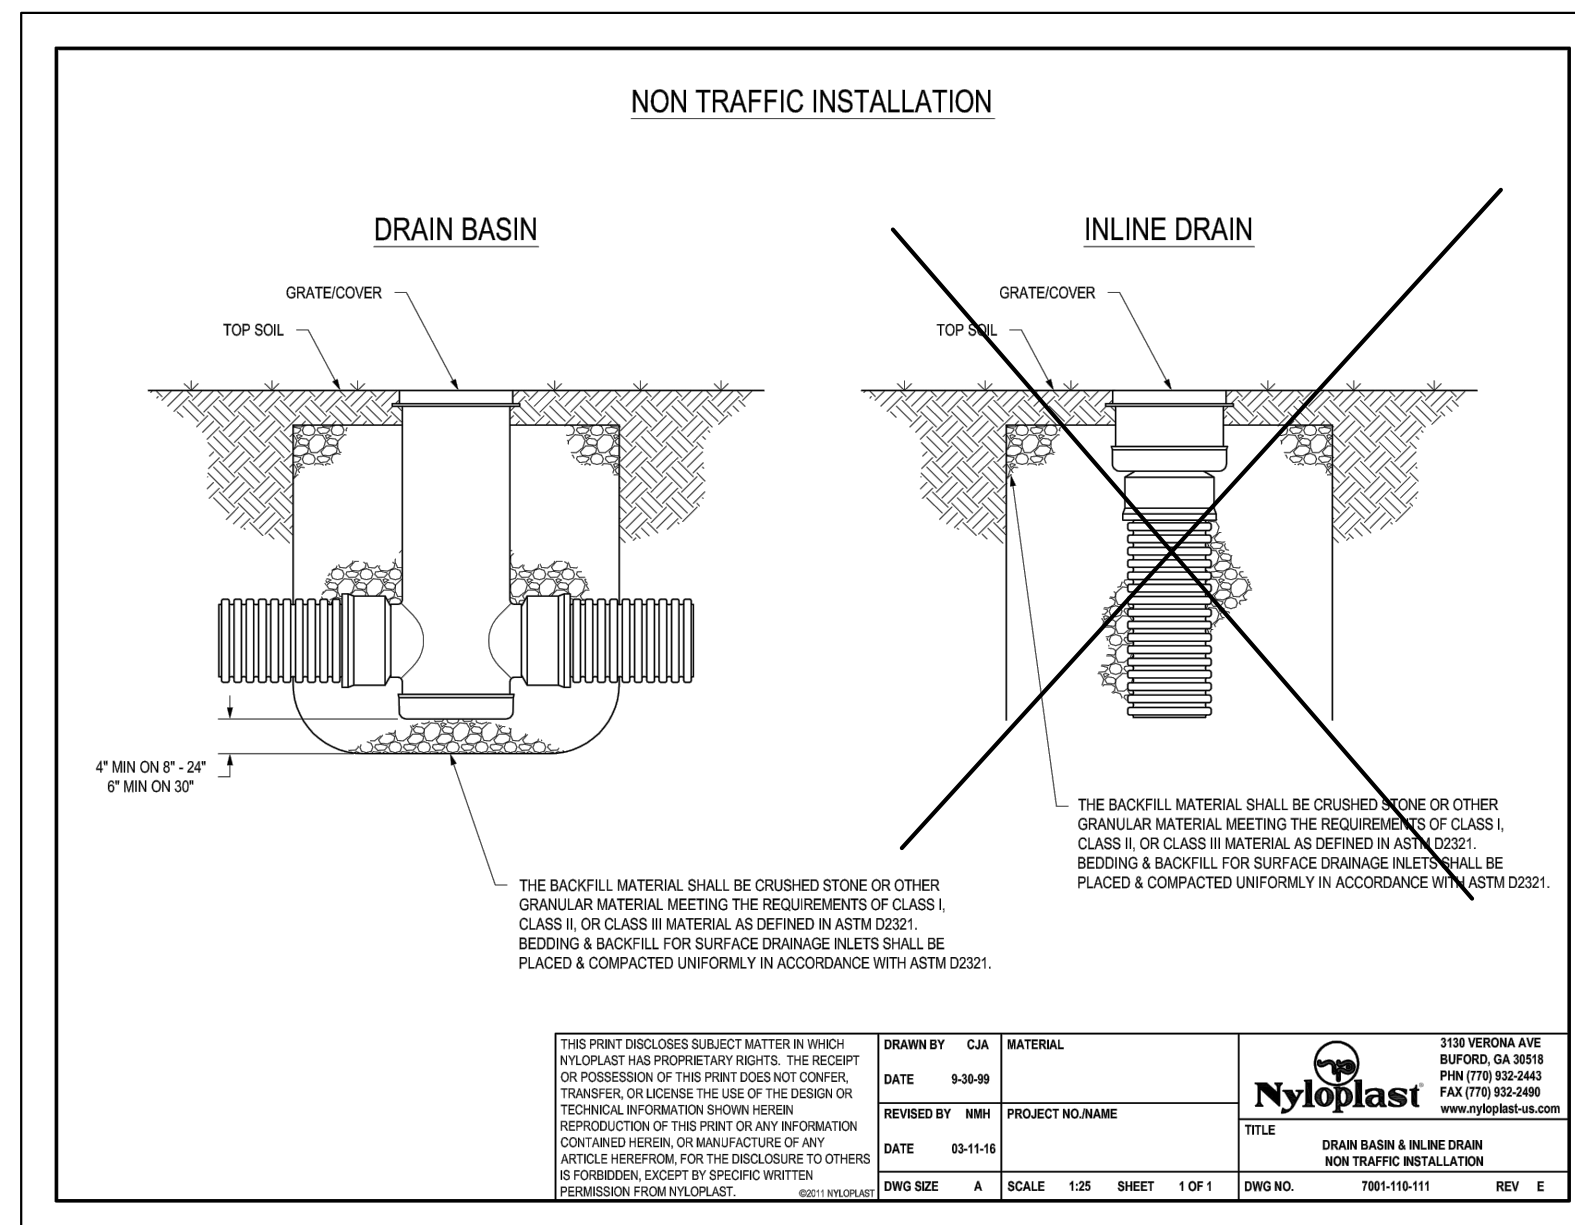 NON TRAFFIC INSTALLATION
DRAIN BASIN
GRATE/COVER
TOP SOIL
4" MIN ON 8" - 24"
6" MIN ON 30"
THE BACKFILL MATERIAL SHALL BE CRUSHED STONE OR OTHER
GRANULAR MATERIAL MEETING THE REQUIREMENTS OF CLASS I,
CLASS II, OR CLASS III MATERIAL AS DEFINED IN ASTM D2321.
BEDDING & BACKFILL FOR SURFACE DRAINAGE INLETS SHALL BE
PLACED & COMPACTED UNIFORMLY IN ACCORDANCE WITH ASTM D2321.
INLINE DRAIN
GRATE/COVER
TOP SOIL
THE BACKFILL MATERIAL SHALL BE CRUSHED STONE OR OTHER
GRANULAR MATERIAL MEETING THE REQUIREMENTS OF CLASS I,
CLASS II, OR CLASS III MATERIAL AS DEFINED IN ASTM D2321.
BEDDING & BACKFILL FOR SURFACE DRAINAGE INLETS SHALL BE
PLACED & COMPACTED UNIFORMLY IN ACCORDANCE WITH ASTM D2321.
THIS PRINT DISCLOSES SUBJECT MATTER IN WHICH
NYLOPLAST HAS PROPRIETARY RIGHTS. THE RECEIPT
OR POSSESSION OF THIS PRINT DOES NOT CONFER,
TRANSFER, OR LICENSE THE USE OF THE DESIGN OR
TECHNICAL INFORMATION SHOWN HEREIN
REPRODUCTION OF THIS PRINT OR ANY INFORMATION
CONTAINED HEREIN, OR MANUFACTURE OF ANY
ARTICLE HEREFROM, FOR THE DISCLOSURE TO OTHERS
IS FORBIDDEN, EXCEPT BY SPECIFIC WRITTEN
PERMISSION FROM NYLOPLAST.
©2011 NYLOPLAST
DRAWN BY CJA
DATE 9-30-99
REVISED BY NMH
DATE 03-11-16
DWG SIZE A
MATERIAL
PROJECT NO./NAME
SCALE 1:25 SHEET 1 OF 1
Nyloplast
3130 VERONA AVE
BUFORD, GA 30518
PHN (770) 932-2443
FAX (770) 932-2490
www.nyloplast-us.com
TITLE
DRAIN BASIN & INLINE DRAIN
NON TRAFFIC INSTALLATION
DWG NO. 7001-110-111 REV E